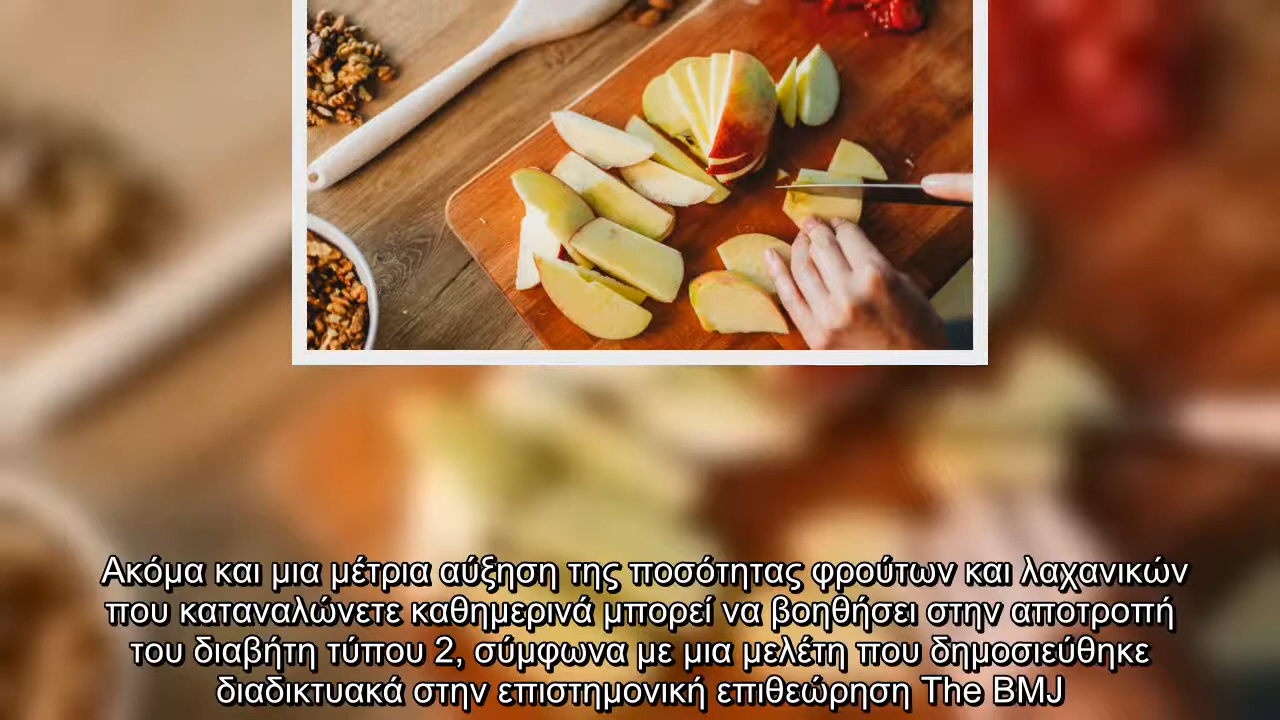 Ακόμα και μια μέτρια αύξηση της ποσότητας φρούτων και λαχανικών
που καταναλώνετε καθημερινά μπορεί να βοηθήσει στην αποτροπή
του διαβήτη τύπου 2, σύμφωνα με μια μελέτη που δημοσιεύθηκε
διαδικτυακά στην επιστημονική επιθεώρηση The BMJ